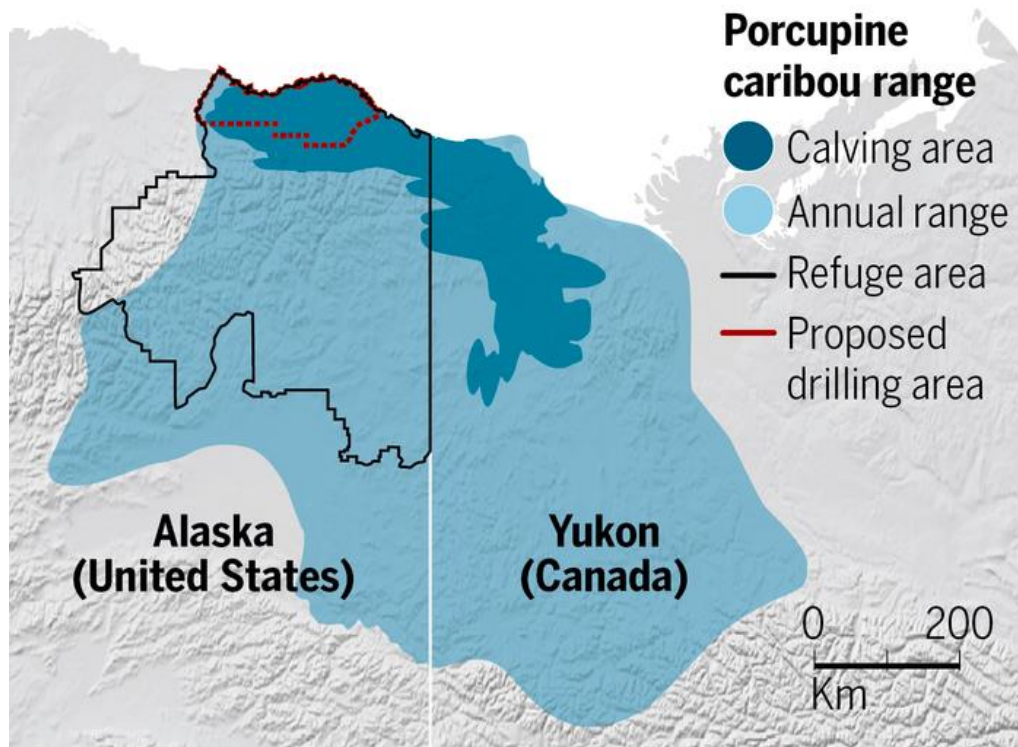 Porcupine
caribou range
Calving area
Annual range
Refuge area
Proposed
drilling area
Alaska
(United States)
Yukon
(Canada)
0 200
Km